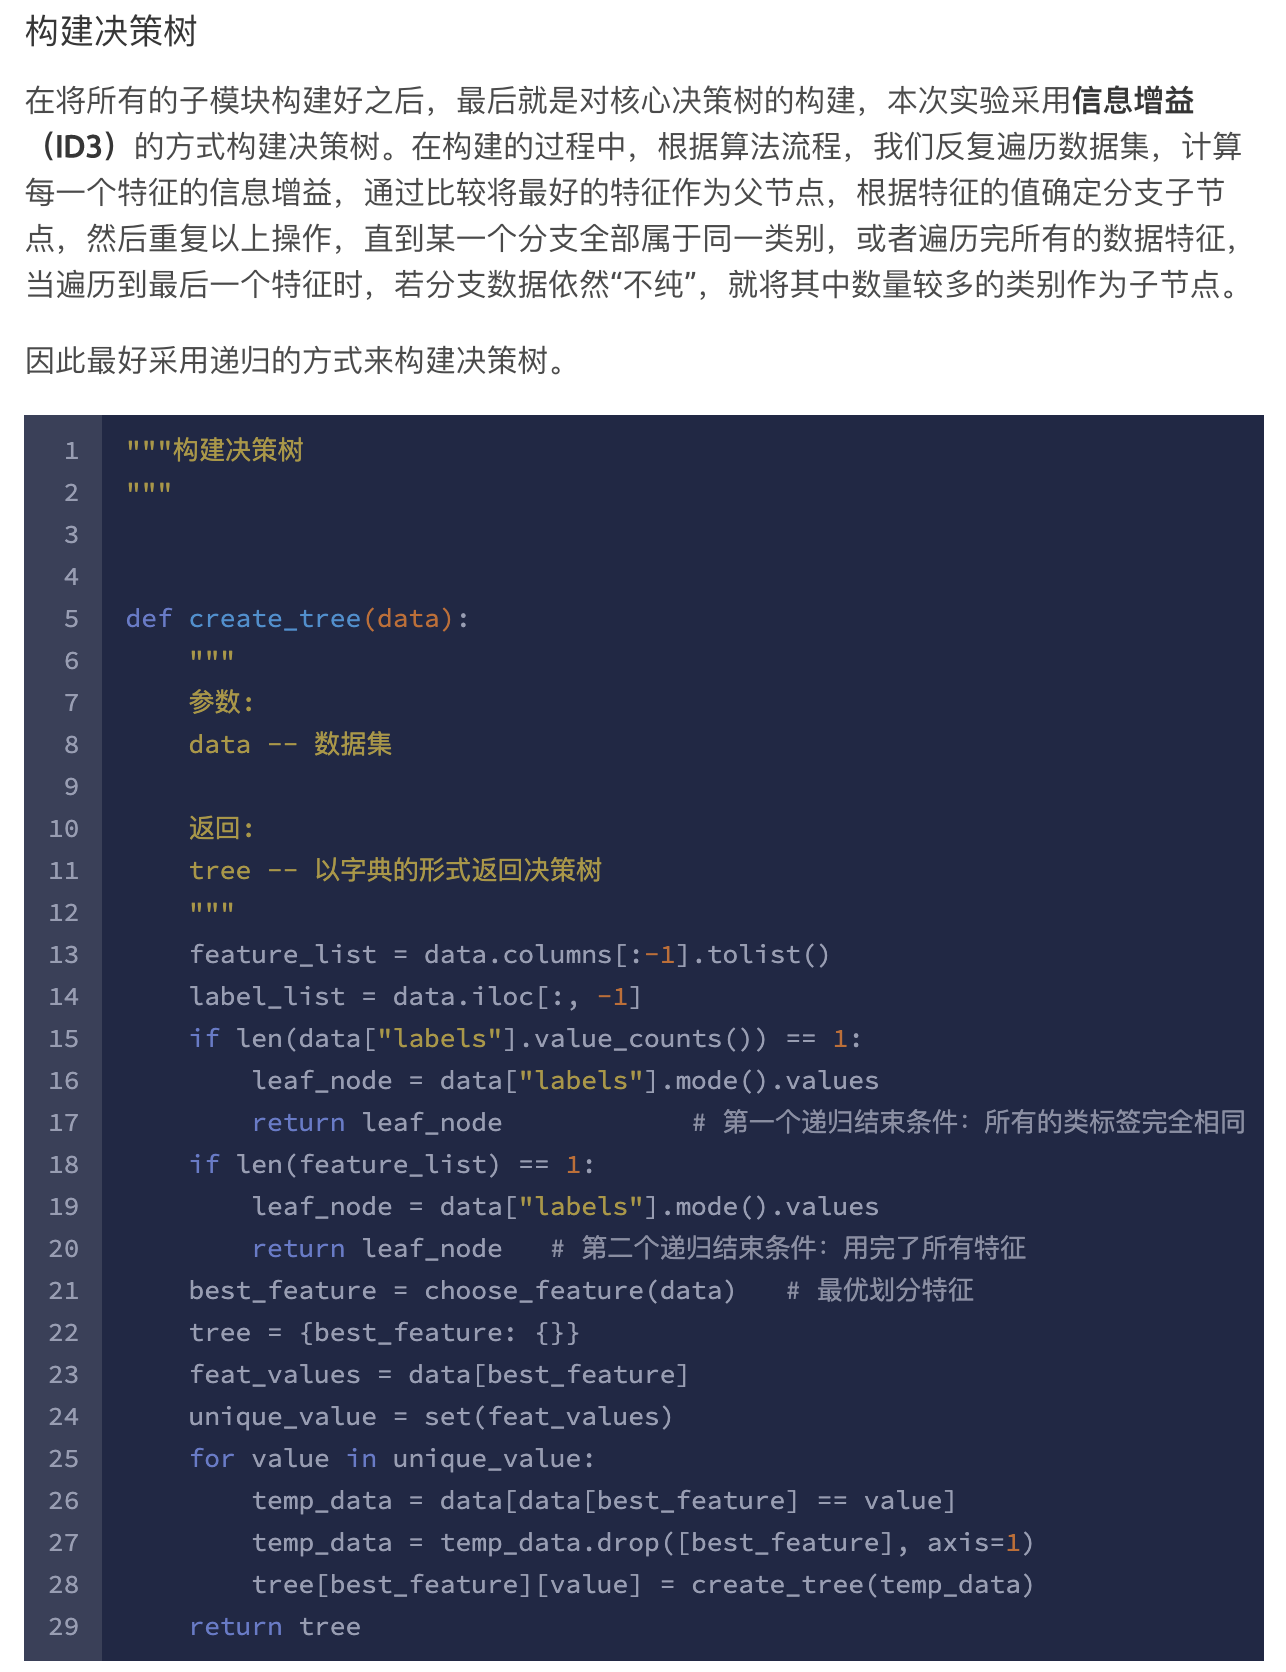 构建决策树
在将所有的子模块构建好之后，最后就是对核心决策树的构建，本次实验采用信息增益
（ID3）的方式构建决策树。在构建的过程中，根据算法流程，我们反复遍历数据集，计算
每一个特征的信息增益，通过比较将最好的特征作为父节点，根据特征的值确定分支子节
点，然后重复以上操作，直到某一个分支全部属于同一类别，或者遍历完所有的数据特征，
当遍历到最后一个特征时，若分支数据依然“不纯”，就将其中数量较多的类别作为子节点。
因此最好采用递归的方式来构建决策树。
1 """构建决策树
2 """
3
4
5 def create_tree(data):
6     """
7     参数:
8     data -- 数据集
9
10     返回:
11     tree -- 以字典的形式返回决策树
12     """
13     feature_list = data.columns[:-1].tolist()
14     label_list = data.iloc[:, -1]
15     if len(data["labels"].value_counts()) == 1:
16         leaf_node = data["labels"].mode().values
17         return leaf_node            # 第一个递归结束条件：所有的类标签完全相同
18     if len(feature_list) == 1:
19         leaf_node = data["labels"].mode().values
20         return leaf_node   # 第二个递归结束条件：用完了所有特征
21     best_feature = choose_feature(data)   # 最优划分特征
22     tree = {best_feature: {}}
23     feat_values = data[best_feature]
24     unique_value = set(feat_values)
25     for value in unique_value:
26         temp_data = data[data[best_feature] == value]
27         temp_data = temp_data.drop([best_feature], axis=1)
28         tree[best_feature][value] = create_tree(temp_data)
29     return tree